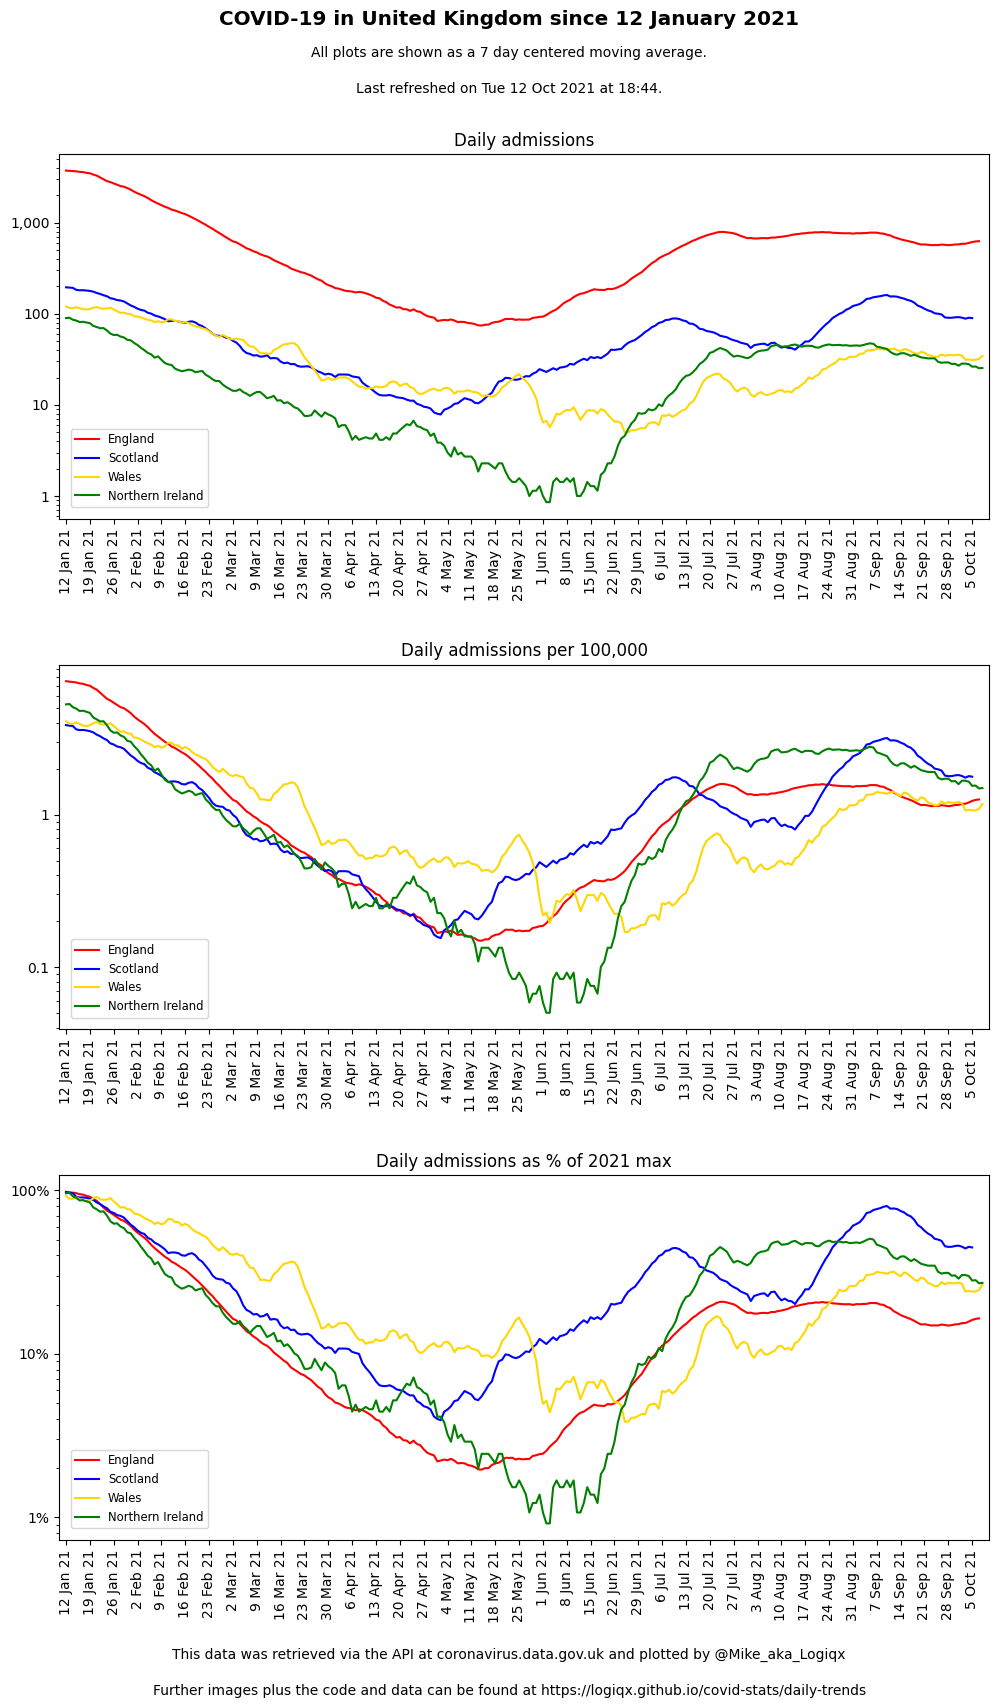 COVID-19 in United Kingdom since 12 January 2021
All plots are shown as a 7 day centered moving average.
Last refreshed on Tue 12 Oct 2021 at 18:44.
Daily admissions
1,000
100
10
1
England
Scotland
Wales
Northern Ireland
12 Jan 21
19 Jan 21
26 Jan 21
2 Feb 21
9 Feb 21
16 Feb 21
23 Feb 21
2 Mar 21
9 Mar 21
16 Mar 21
23 Mar 21
30 Mar 21
6 Apr 21
13 Apr 21
20 Apr 21
27 Apr 21
4 May 21
11 May 21
18 May 21
25 May 21
1 Jun 21
8 Jun 21
15 Jun 21
22 Jun 21
29 Jun 21
6 Jul 21
13 Jul 21
20 Jul 21
27 Jul 21
3 Aug 21
10 Aug 21
17 Aug 21
24 Aug 21
31 Aug 21
7 Sep 21
14 Sep 21
21 Sep 21
28 Sep 21
5 Oct 21
Daily admissions per 100,000
1
0.1
England
Scotland
Wales
Northern Ireland
12 Jan 21
19 Jan 21
26 Jan 21
2 Feb 21
9 Feb 21
16 Feb 21
23 Feb 21
2 Mar 21
9 Mar 21
16 Mar 21
23 Mar 21
30 Mar 21
6 Apr 21
13 Apr 21
20 Apr 21
27 Apr 21
4 May 21
11 May 21
18 May 21
25 May 21
1 Jun 21
8 Jun 21
15 Jun 21
22 Jun 21
29 Jun 21
6 Jul 21
13 Jul 21
20 Jul 21
27 Jul 21
3 Aug 21
10 Aug 21
17 Aug 21
24 Aug 21
31 Aug 21
7 Sep 21
14 Sep 21
21 Sep 21
28 Sep 21
5 Oct 21
Daily admissions as % of 2021 max
100%
10%
1%
England
Scotland
Wales
Northern Ireland
12 Jan 21
19 Jan 21
26 Jan 21
2 Feb 21
9 Feb 21
16 Feb 21
23 Feb 21
2 Mar 21
9 Mar 21
16 Mar 21
23 Mar 21
30 Mar 21
6 Apr 21
13 Apr 21
20 Apr 21
27 Apr 21
4 May 21
11 May 21
18 May 21
25 May 21
1 Jun 21
8 Jun 21
15 Jun 21
22 Jun 21
29 Jun 21
6 Jul 21
13 Jul 21
20 Jul 21
27 Jul 21
3 Aug 21
10 Aug 21
17 Aug 21
24 Aug 21
31 Aug 21
7 Sep 21
14 Sep 21
21 Sep 21
28 Sep 21
5 Oct 21
This data was retrieved via the API at coronavirus.data.gov.uk and plotted by @Mike_aka_Logiqx
Further images plus the code and data can be found at https://logiqx.github.io/covid-stats/daily-trends